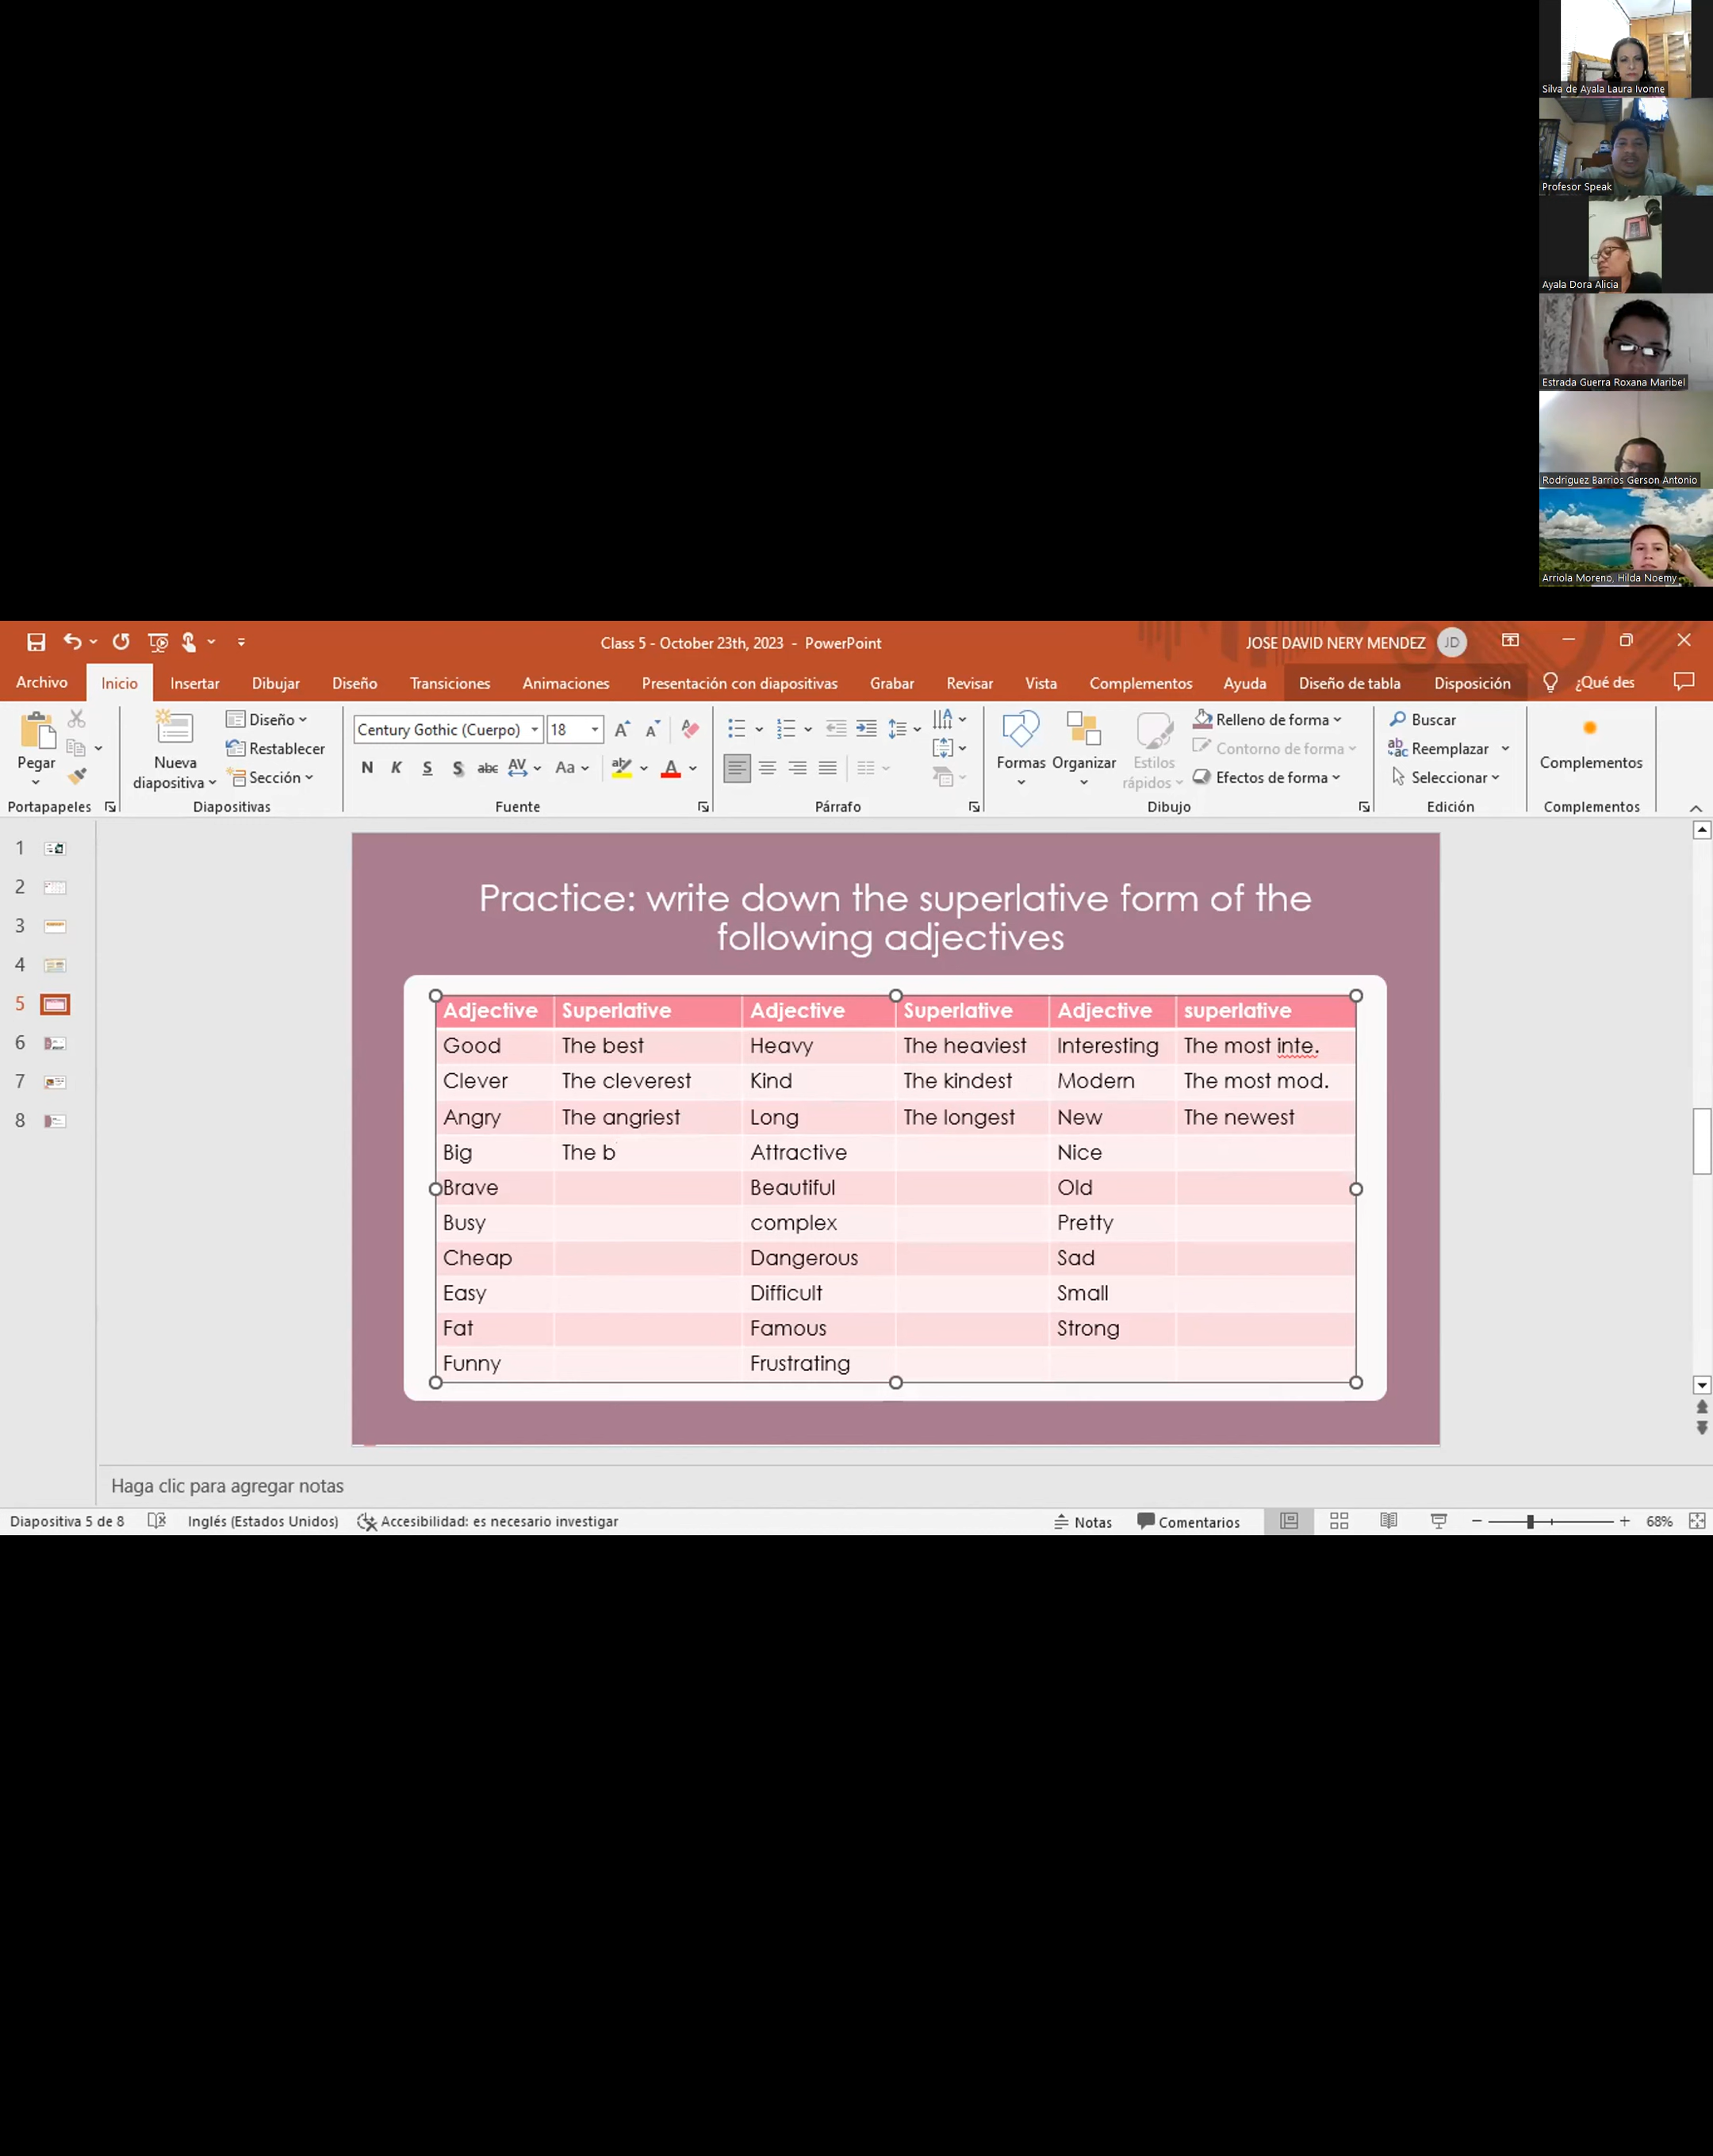 Silva de Ayala Laura Ivonne
Profesor Speak
Ayala Dora Alicia
Estrada Guerra Roxana Maribel
Rodriguez Barrios Gerson Antonio
Arriola Moreno, Hilda Noemy
Class 5 - October 23th, 2023 - PowerPoint
JOSE DAVID NERY MENDEZ JD
Archivo Inicio Insertar Dibujar Diseño Transiciones Animaciones Presentación con diapositivas Grabar Revisar Vista Complementos Ayuda Diseño de tabla Disposición ¿Qué des
Pegar
Portapapeles
Nueva diapositiva
Diseño
Restablecer
Sección
Diapositivas
Century Gothic (Cuerpo) 18
N K S S abc AV Aa A
Fuente
Párrafo
Formas Organizar Estilos rápidos
Relleno de forma
Contorno de forma
Efectos de forma
Dibujo
Buscar
Reemplazar
Seleccionar
Edición
Complementos
Complementos
1
2
3
4
5
6
7
8
Practice: write down the superlative form of the
following adjectives
Adjective Superlative Adjective Superlative Adjective superlative
Good The best Heavy The heaviest Interesting The most inte.
Clever The cleverest Kind The kindest Modern The most mod.
Angry The angriest Long The longest New The newest
Big The b Attractive Nice
Brave Beautiful Old
Busy complex Pretty
Cheap Dangerous Sad
Easy Difficult Small
Fat Famous Strong
Funny Frustrating
Haga clic para agregar notas
Diapositiva 5 de 8 Inglés (Estados Unidos) Accesibilidad: es necesario investigar Notas Comentarios 68%